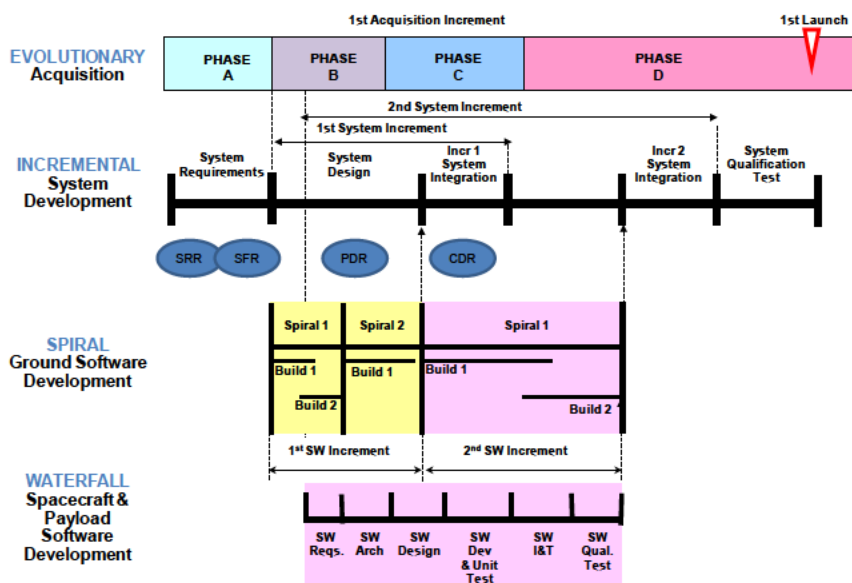 1st Acquisition Increment
1st Launch
EVOLUTIONARY
Acquisition
PHASE
A
PHASE
B
PHASE
C
PHASE
D
2nd System Increment
1st System Increment
INCREMENTAL
System
Development
System
Requirements
System
Design
Incr 1
System
Integration
Incr 2
System
Integration
System
Qualification
Test
SRR
SFR
PDR
CDR
SPIRAL
Ground Software
Development
Spiral 1
Spiral 2
Spiral 1
Build 1
Build 2
Build 1
Build 1
Build 2
1st SW Increment
2nd SW Increment
WATERFALL
Spacecraft &
Payload
Software
Development
SW
Reqs.
SW
Arch
SW
Design
SW
Dev
& Unit
Test
SW
I&T
SW
Qual.
Test